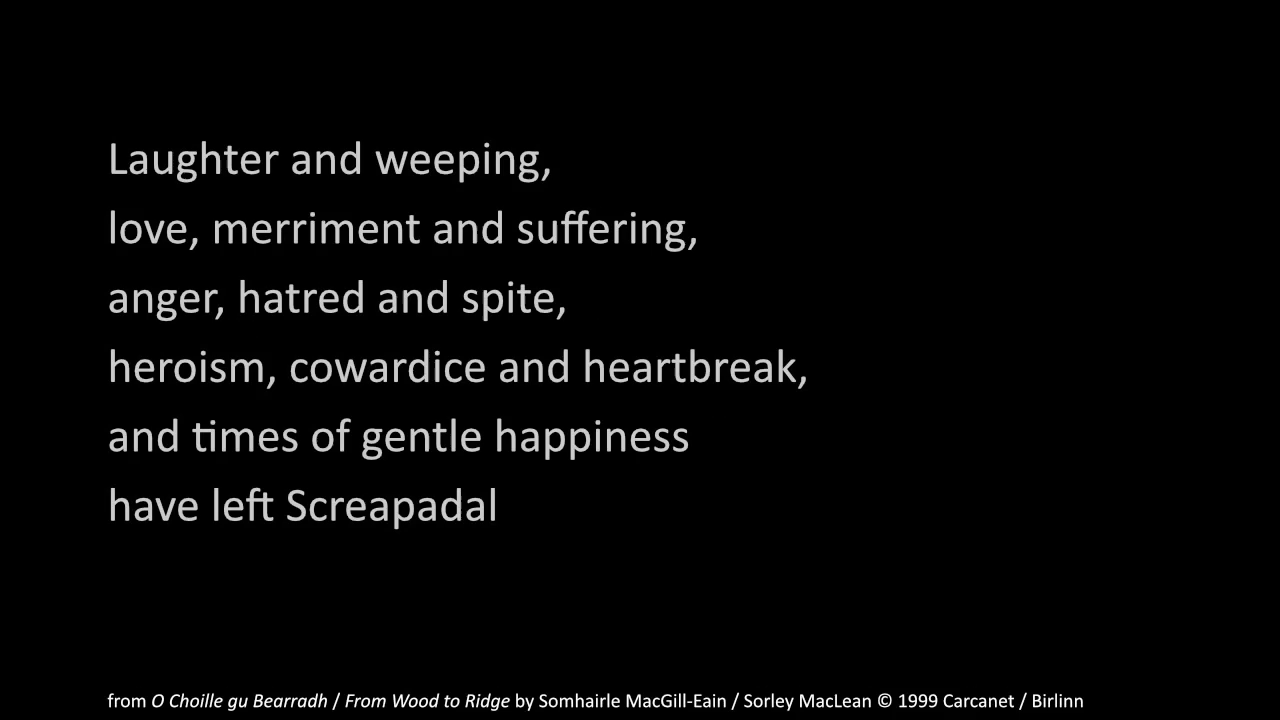 Laughter and weeping,
love, merriment and suffering,
anger, hatred and spite,
heroism, cowardice and heartbreak,
and times of gentle happiness
have left Screapadal
from O Choille gu Bearradh / From Wood to Ridge by Somhairle MacGill-Eain / Sorley MacLean © 1999 Carcanet / Birlinn